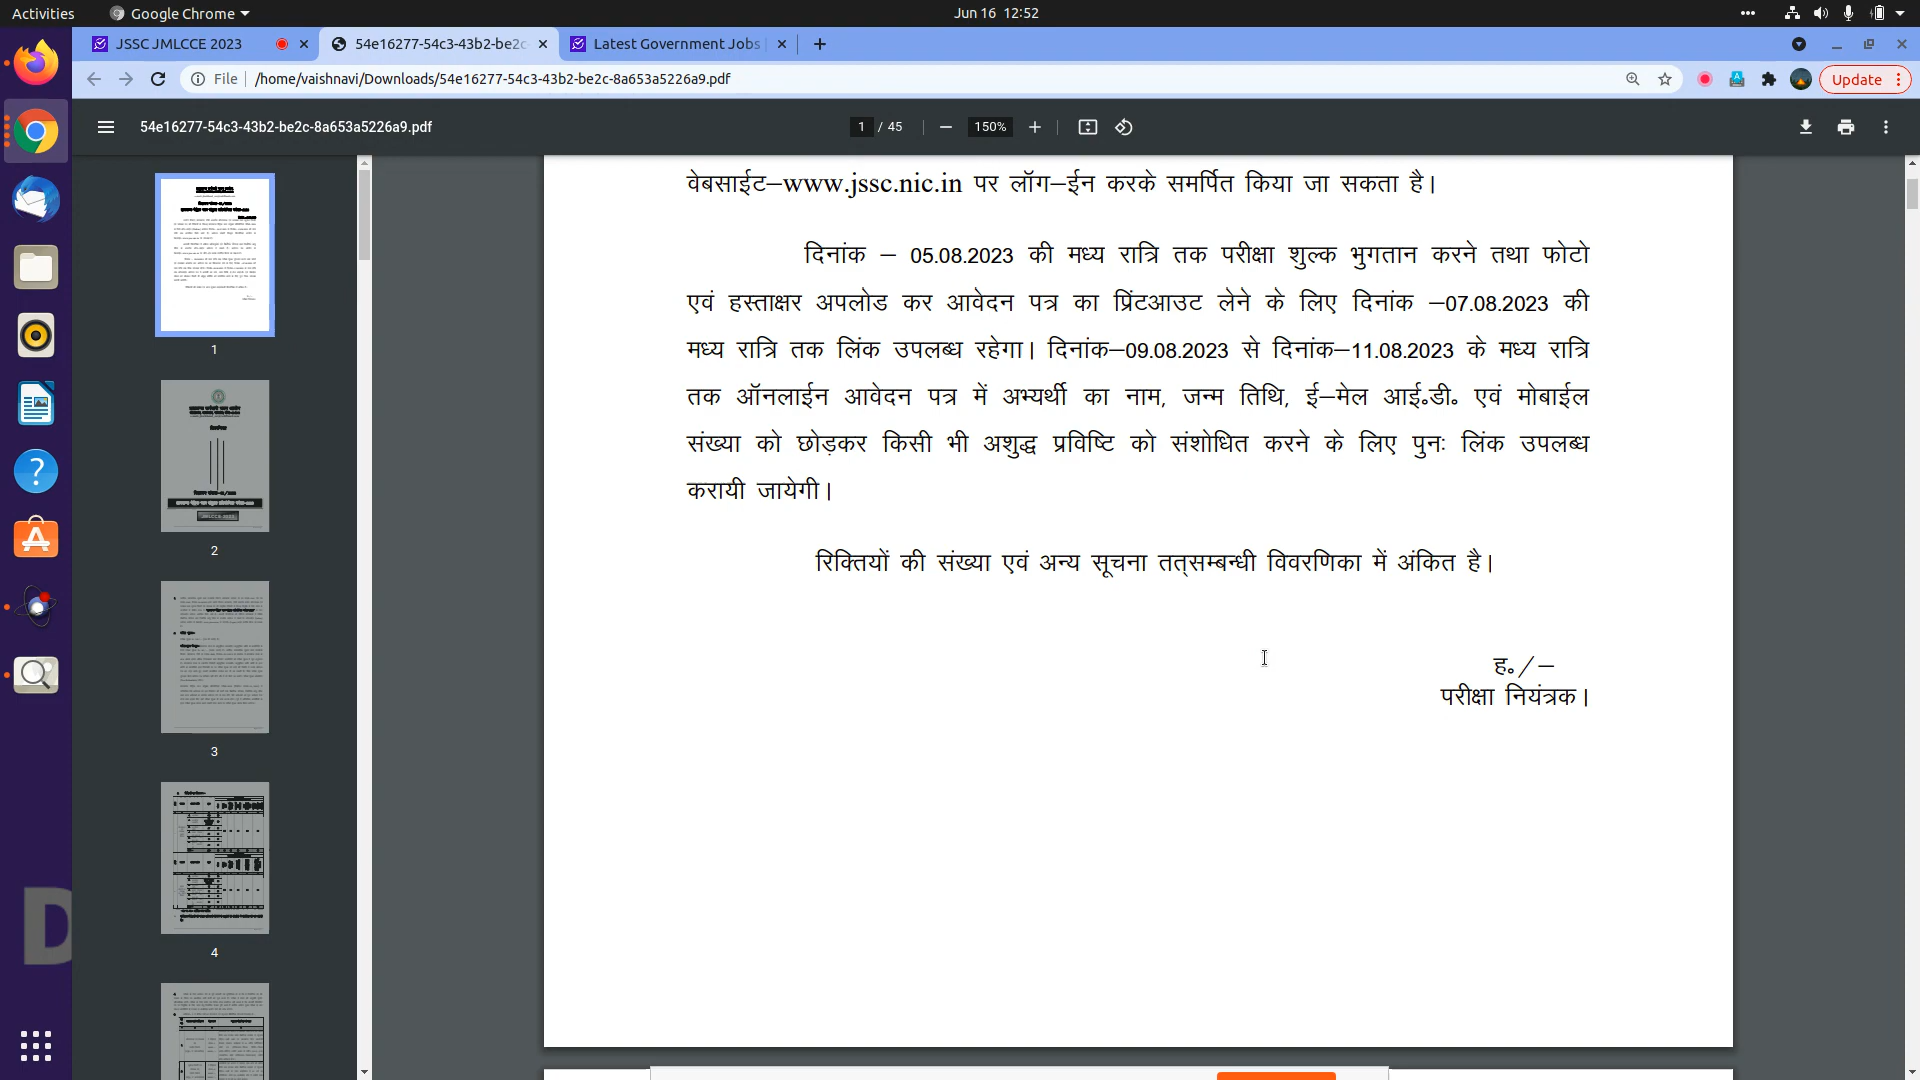 Activities
Google Chrome
Jun 16 12:52
JSSC JMLCCE 2023
54e16277-54c3-43b2-be2c
Latest Government Jobs
File
/home/vaishnavi/Downloads/54e16277-54c3-43b2-be2c-8a653a5226a9.pdf
Update
54e16277-54c3-43b2-be2c-8a653a5226a9.pdf
1 / 45
150%
वेबसाईट–www.jssc.nic.in पर लॉग–ईन करके समर्पित किया जा सकता है।
दिनांक – 05.08.2023 की मध्य रात्रि तक परीक्षा शुल्क भुगतान करने तथा फोटो
एवं हस्ताक्षर अपलोड कर आवेदन पत्र का प्रिंटआउट लेने के लिए दिनांक –07.08.2023 की
मध्य रात्रि तक लिंक उपलब्ध रहेगा। दिनांक–09.08.2023 से दिनांक–11.08.2023 के मध्य रात्रि
तक ऑनलाईन आवेदन पत्र में अभ्यर्थी का नाम, जन्म तिथि, ई–मेल आई॰डी॰ एवं मोबाईल
संख्या को छोड़कर किसी भी अशुद्ध प्रविष्टि को संशोधित करने के लिए पुनः लिंक उपलब्ध
करायी जायेगी।
रिक्तियों की संख्या एवं अन्य सूचना तत्सम्बन्धी विवरणिका में अंकित है।
ह॰/–
परीक्षा नियंत्रक।
1
2
3
4